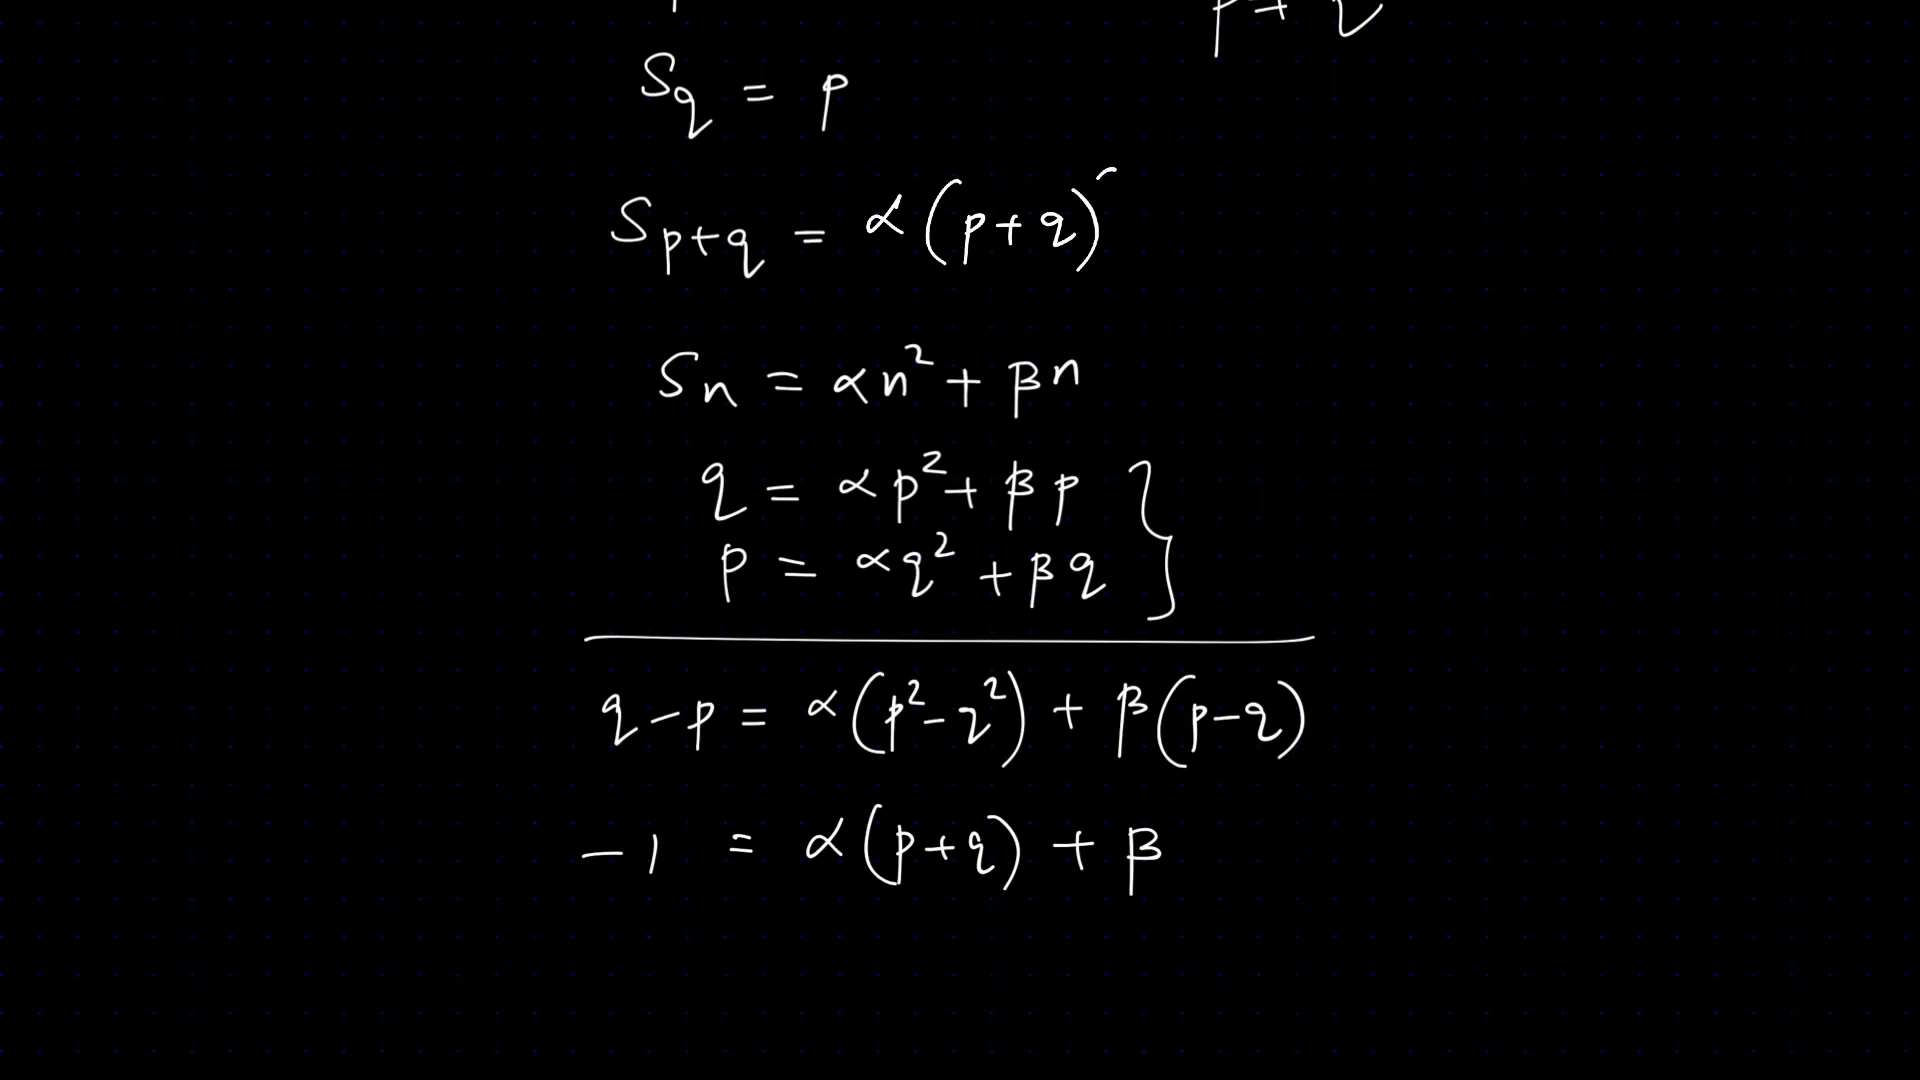 p + q
S_q = p
S_{p+q} = α(p+q)
S_n = αn² + βn
q = αp² + βp }
p = αq² + βq
q - p = α(p² - q²) + β(p - q)
-1 = α(p+q) + β